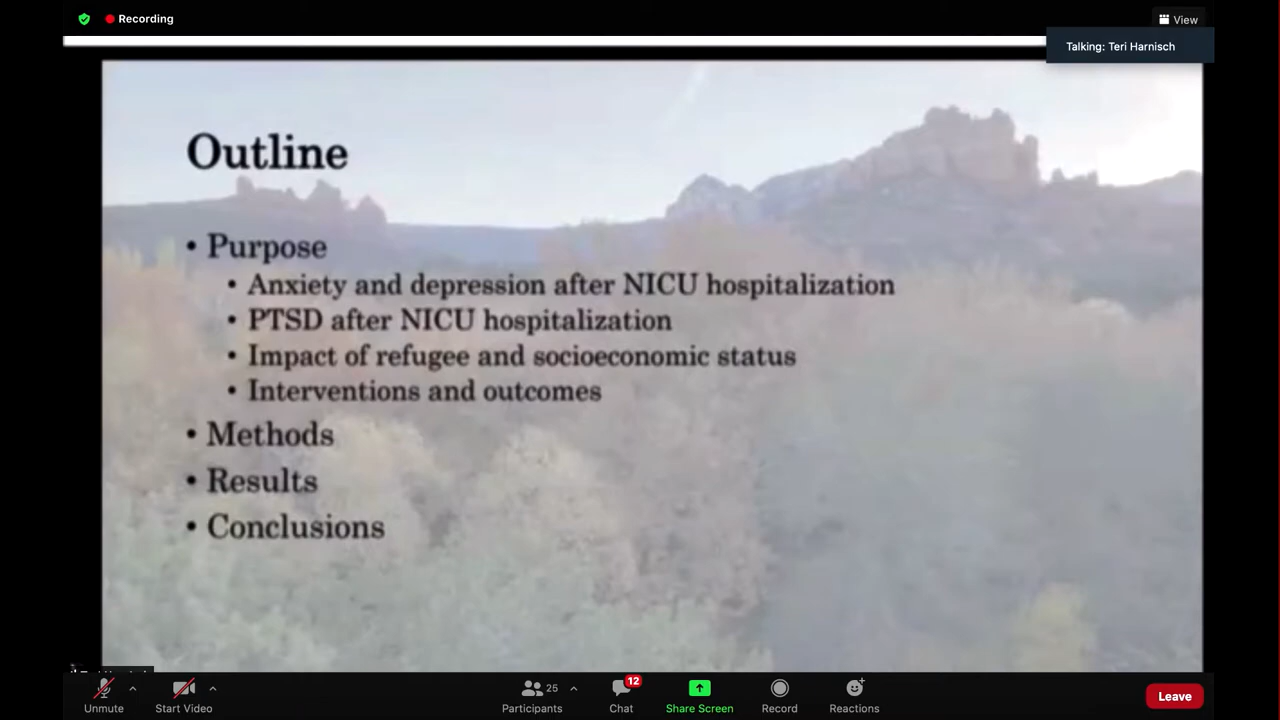 Recording
View
Talking: Teri Harnisch
Outline
• Purpose
• Anxiety and depression after NICU hospitalization
• PTSD after NICU hospitalization
• Impact of refugee and socioeconomic status
• Interventions and outcomes
• Methods
• Results
• Conclusions
Unmute
Start Video
25
Participants
12
Chat
Share Screen
Record
Reactions
Leave